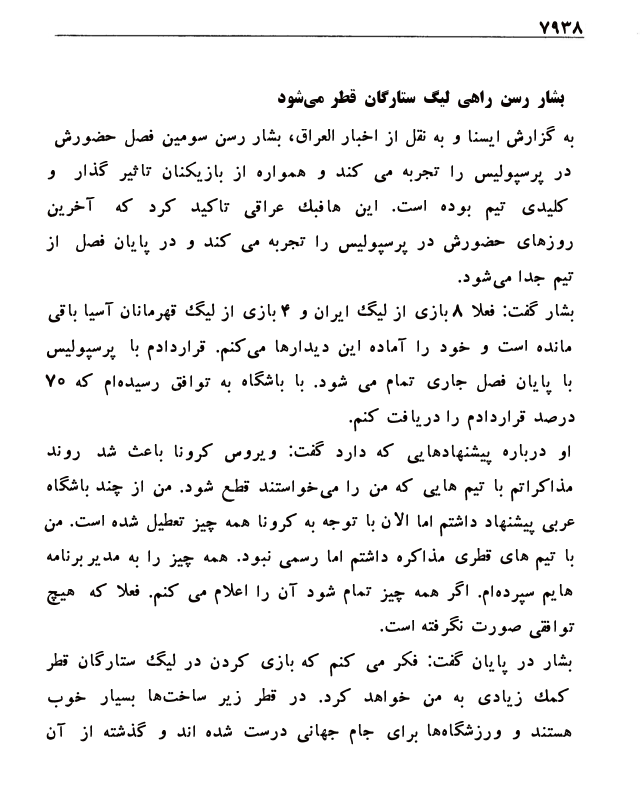 ۷۹۳۸
بشار رسن راهی لیگ ستارگان قطر می‌شود
به گزارش ایسنا و به نقل از اخبار العراق، بشار رسن سومین فصل حضورش
در پرسپولیس را تجربه می کند و همواره از بازیکنان تاثیر گذار و
کلیدی تیم بوده است. این هافبک عراقی تاکید کرد که آخرین
روزهای حضورش در پرسپولیس را تجربه می کند و در پایان فصل از
تیم جدا می‌شود.
بشار گفت: فعلا ۸ بازی از لیگ ایران و ۴ بازی از لیگ قهرمانان آسیا باقی
مانده است و خود را آماده این دیدارها می‌کنم. قراردادم با پرسپولیس
با پایان فصل جاری تمام می شود. با باشگاه به توافق رسیده‌ام که ۷۰
درصد قراردادم را دریافت کنم.
او درباره پیشنهادهایی که دارد گفت: ویروس کرونا باعث شد روند
مذاکراتم با تیم هایی که من را می‌خواستند قطع شود. من از چند باشگاه
عربی پیشنهاد داشتم اما الان با توجه به کرونا همه چیز تعطیل شده است. من
با تیم های قطری مذاکره داشتم اما رسمی نبود. همه چیز را به مدیر برنامه
هایم سپرده‌ام. اگر همه چیز تمام شود آن را اعلام می کنم. فعلا که هیچ
توافقی صورت نگرفته است.
بشار در پایان گفت: فکر می کنم که بازی کردن در لیگ ستارگان قطر
کمک زیادی به من خواهد کرد. در قطر زیر ساخت‌ها بسیار خوب
هستند و ورزشگاه‌ها برای جام جهانی درست شده اند و گذشته از آن